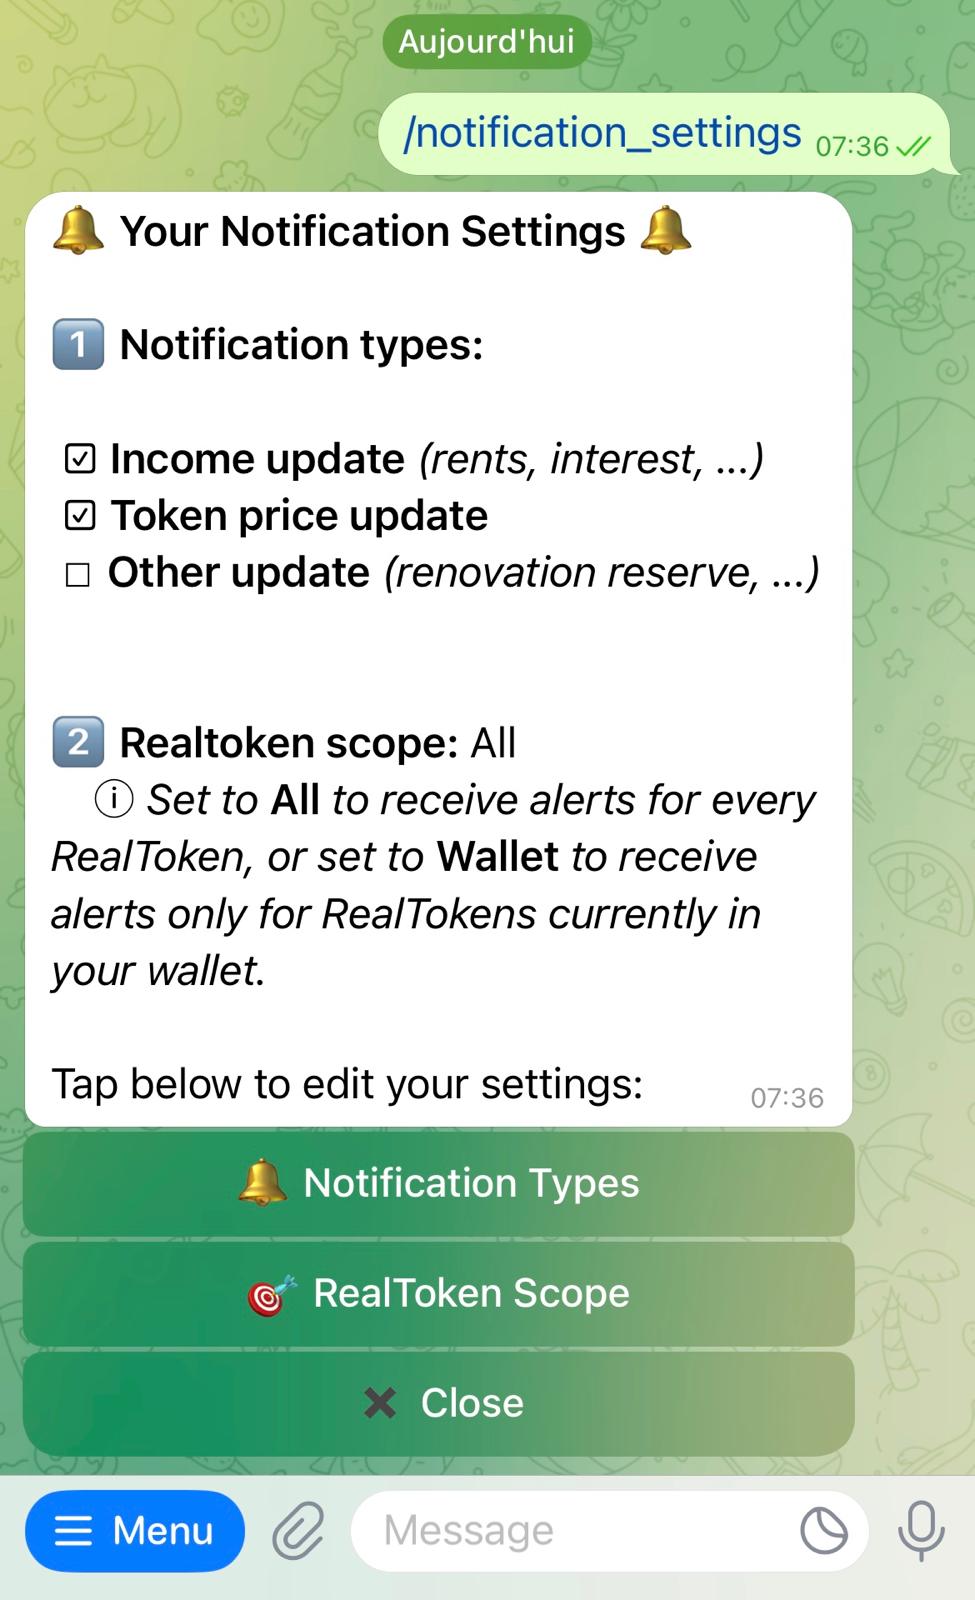 Aujourd'hui
/notification_settings 07:36
🔔 Your Notification Settings 🔔
1️⃣ Notification types:
☑ Income update (rents, interest, ...)
☑ Token price update
☐ Other update (renovation reserve, ...)
2️⃣ Realtoken scope: All
ⓘ Set to All to receive alerts for every
RealToken, or set to Wallet to receive
alerts only for RealTokens currently in
your wallet.
Tap below to edit your settings: 07:36
🔔 Notification Types
🎯 RealToken Scope
✖ Close
Menu Message